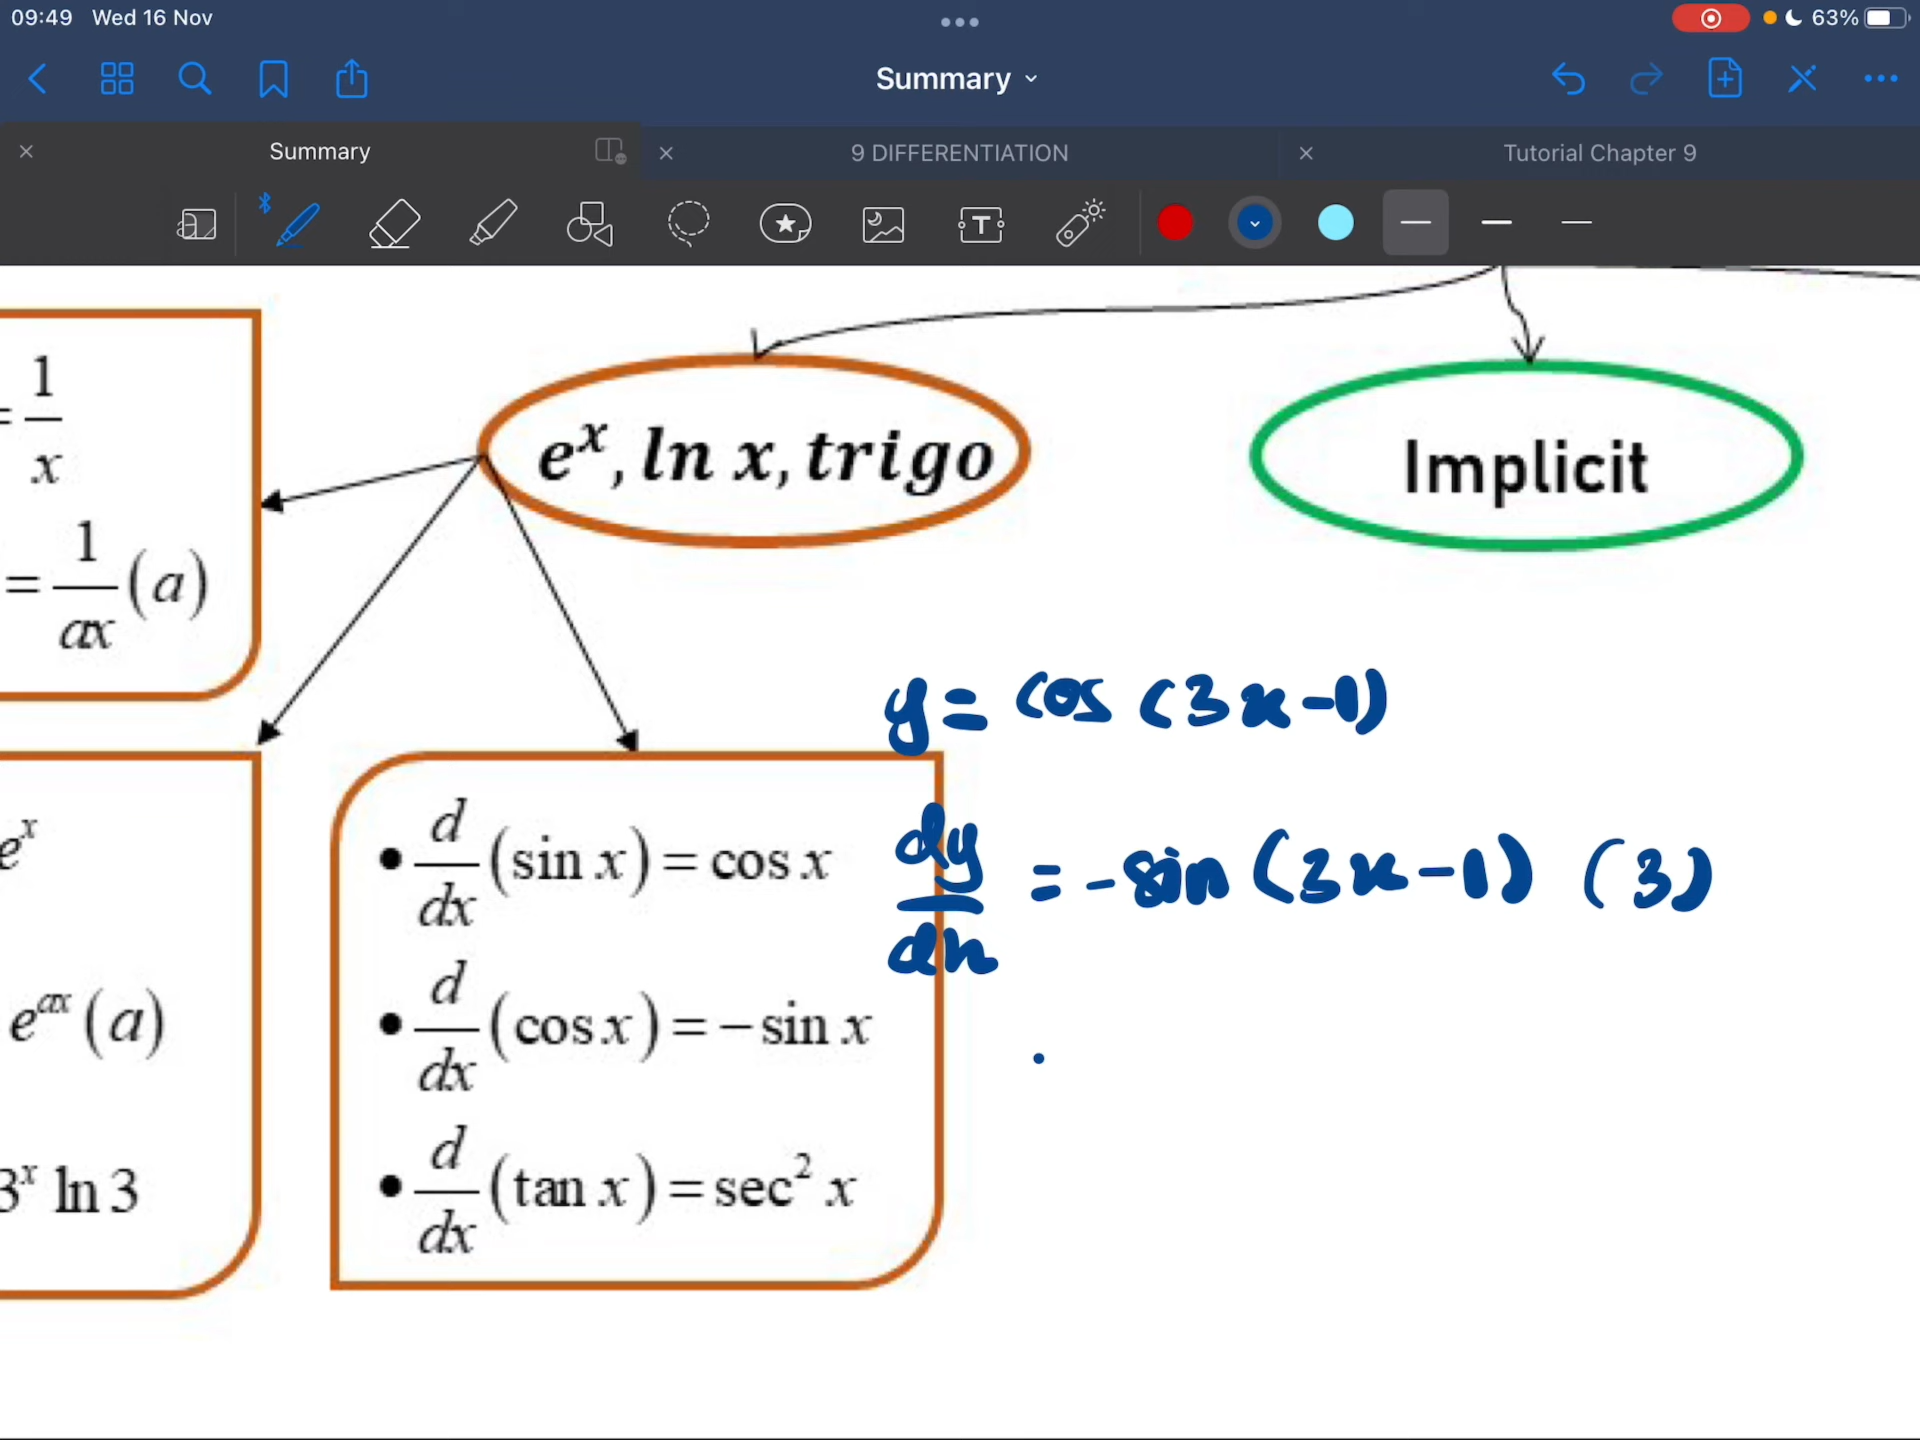 09:49 Wed 16 Nov
63%
Summary
Summary
9 DIFFERENTIATION
Tutorial Chapter 9
= 1/x
= 1/ax (a)
e^x, ln x, trigo
Implicit
y = cos (3x-1)
dy/dx = -sin (3x-1) (3)
e^x
e^ax (a)
3^x ln 3
• d/dx (sin x) = cos x
• d/dx (cos x) = − sin x
• d/dx (tan x) = sec² x